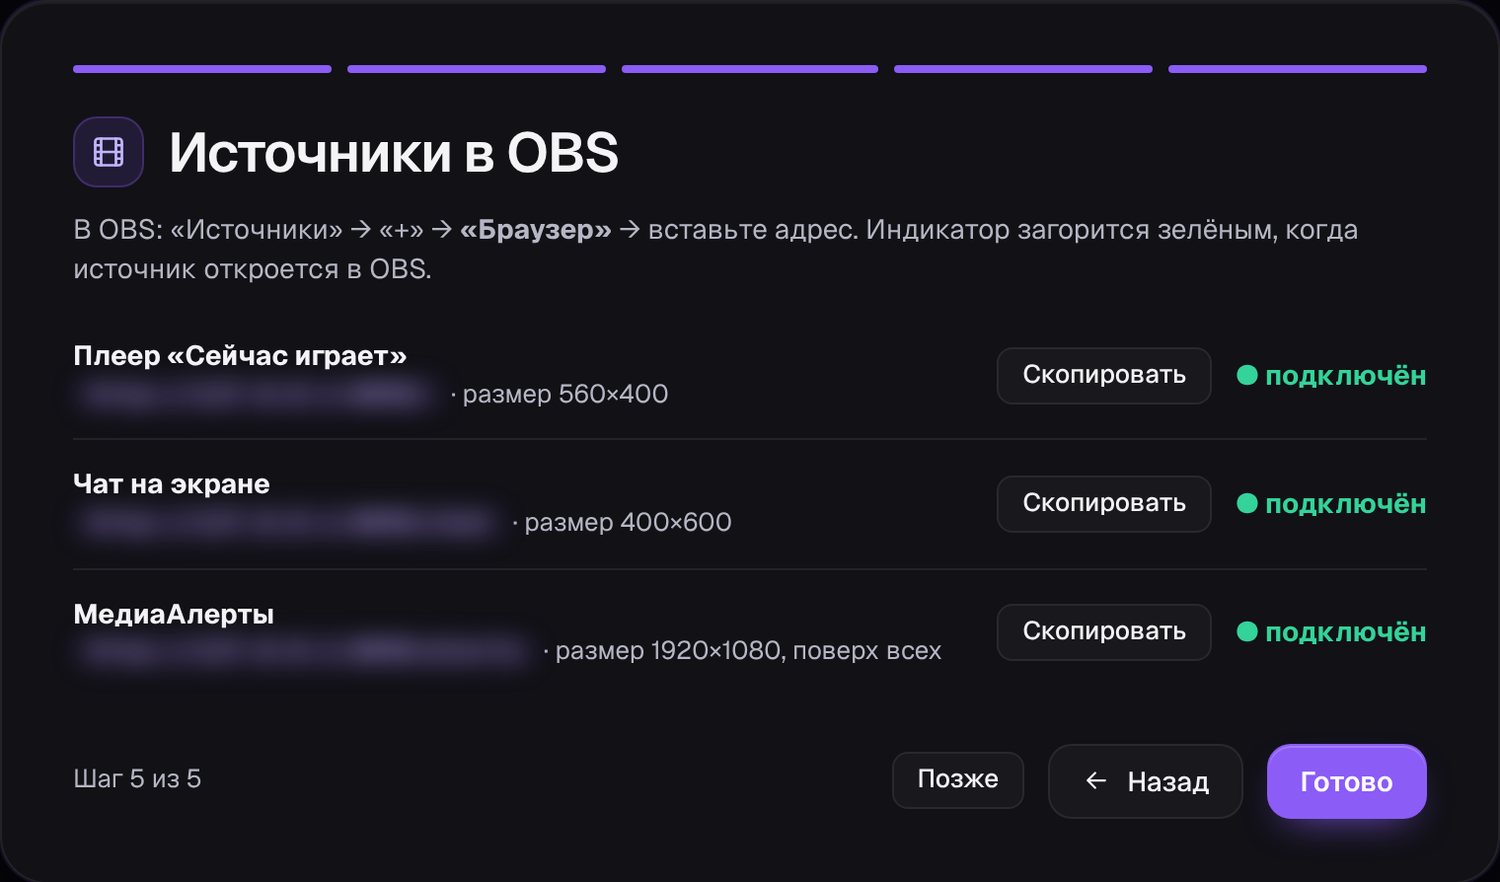 Источники в OBS
В OBS: «Источники» → «+» → «Браузер» → вставьте адрес. Индикатор загорится зелёным, когда
источник откроется в OBS.
Плеер «Сейчас играет»
· размер 560×400
Скопировать
подключён
Чат на экране
· размер 400×600
Скопировать
подключён
МедиаАлерты
· размер 1920×1080, поверх всех
Скопировать
подключён
Шаг 5 из 5
Позже
← Назад
Готово